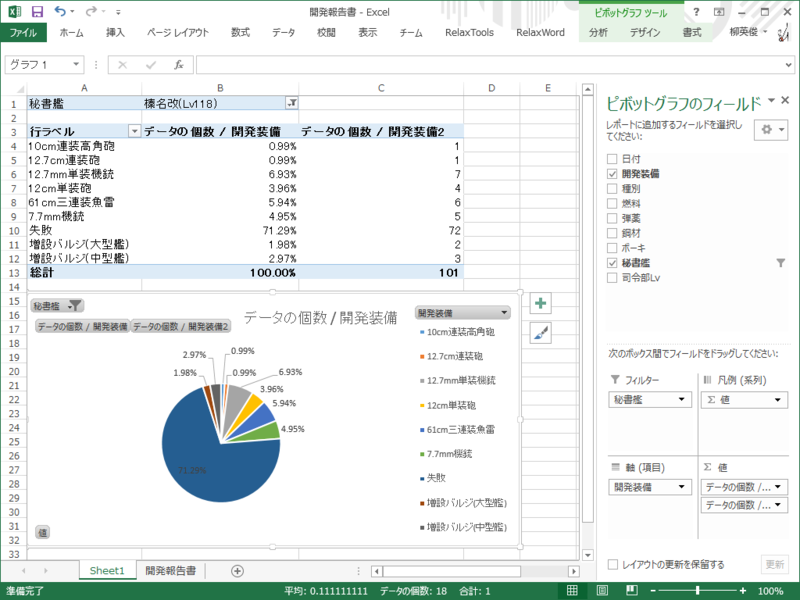 開発報告書 - Excel
ピボットグラフ ツール
ファイル ホーム 挿入 ページ レイアウト 数式 データ 校閲 表示 チーム RelaxTools RelaxWord 分析 デザイン 書式 柳英俊
グラフ 1
fx
A B C D E
1 秘書艦 榛名改(Lv118)
2
3 行ラベル データの個数 / 開発装備 データの個数 / 開発装備2
4 10cm連装高角砲 0.99% 1
5 12.7cm連装砲 0.99% 1
6 12.7mm単装機銃 6.93% 7
7 12cm単装砲 3.96% 4
8 61cm三連装魚雷 5.94% 6
9 7.7mm機銃 4.95% 5
10 失敗 71.29% 72
11 増設バルジ(大型艦) 1.98% 2
12 増設バルジ(中型艦) 2.97% 3
13 総計 100.00% 101
14
15
16
17
18
19
20
21
22
23
24
25
26
27
28
29
30
31
32
33
秘書艦
データの個数 / 開発装備 データの個数 / 開発装備2
データの個数 / 開発装備
2.97%
0.99%
1.98%
0.99%
6.93%
3.96%
5.94%
4.95%
71.29%
値
開発装備
10cm連装高角砲
12.7cm連装砲
12.7mm単装機銃
12cm単装砲
61cm三連装魚雷
7.7mm機銃
失敗
増設バルジ(大型艦)
増設バルジ(中型艦)
ピボットグラフのフィールド
レポートに追加するフィールドを選択し
てください:
日付
開発装備
種別
燃料
弾薬
鋼材
ボーキ
秘書艦
司令部Lv
次のボックス間でフィールドをドラッグしてください:
フィルター
秘書艦
凡例 (系列)
Σ 値
軸 (項目)
開発装備
Σ 値
データの個数 /...
データの個数 /...
レイアウトの更新を保留する
更新
Sheet1 開発報告書
準備完了 平均: 0.111111111 データの個数: 18 合計: 1 100%